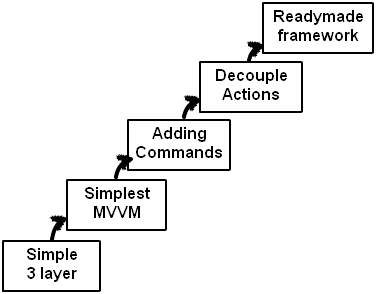 Readymade
framework
Decouple
Actions
Adding
Commands
Simplest
MVVM
Simple
3 layer